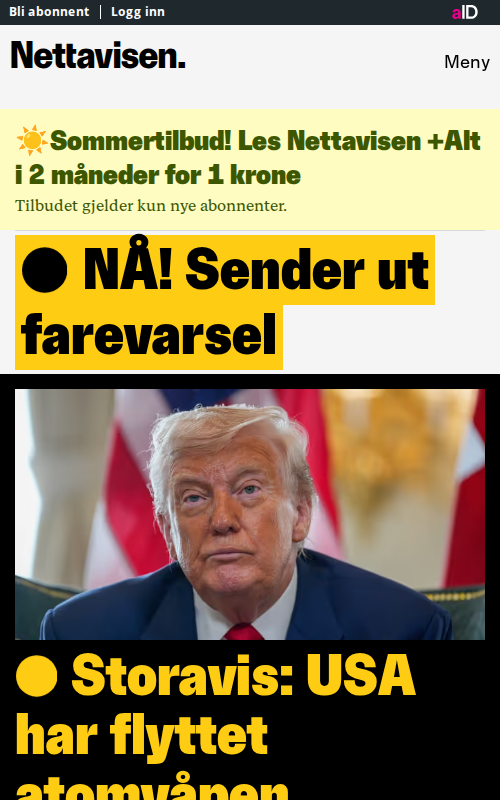 Bli abonnent | Logg inn
aID
Nettavisen.
Meny
☀️Sommertilbud! Les Nettavisen +Alt
i 2 måneder for 1 krone
Tilbudet gjelder kun nye abonnenter.
● NÅ! Sender ut
farevarsel
● Storavis: USA
har flyttet
atomvåpen